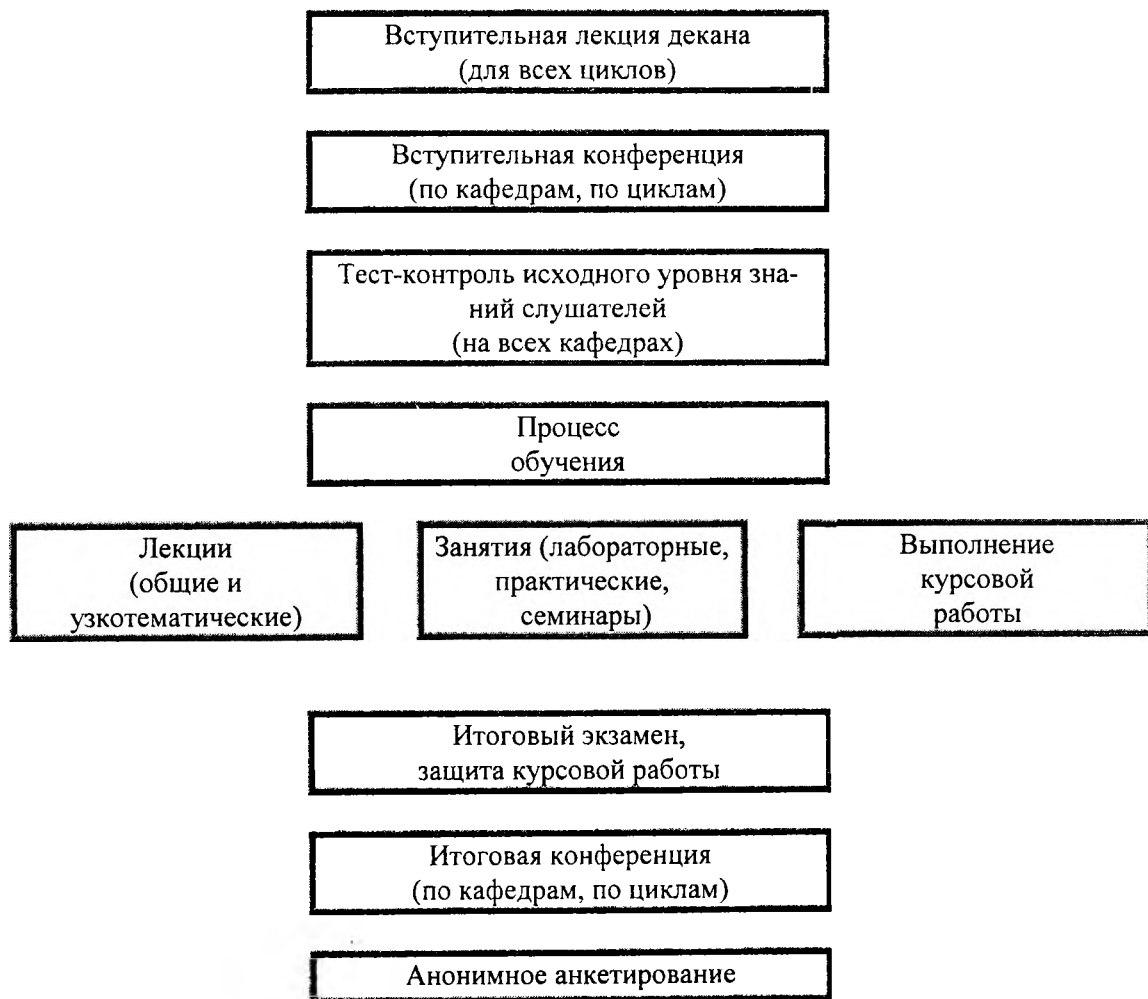 Вступительная лекция декана
(для всех циклов)
Вступительная конференция
(по кафедрам, по циклам)
Тест-контроль исходного уровня зна-
ний слушателей
(на всех кафедрах)
Процесс
обучения
Лекции
(общие и
узкотематические)
Занятия (лабораторные,
практические,
семинары)
Выполнение
курсовой
работы
Итоговый экзамен,
защита курсовой работы
Итоговая конференция
(по кафедрам, по циклам)
Анонимное анкетирование